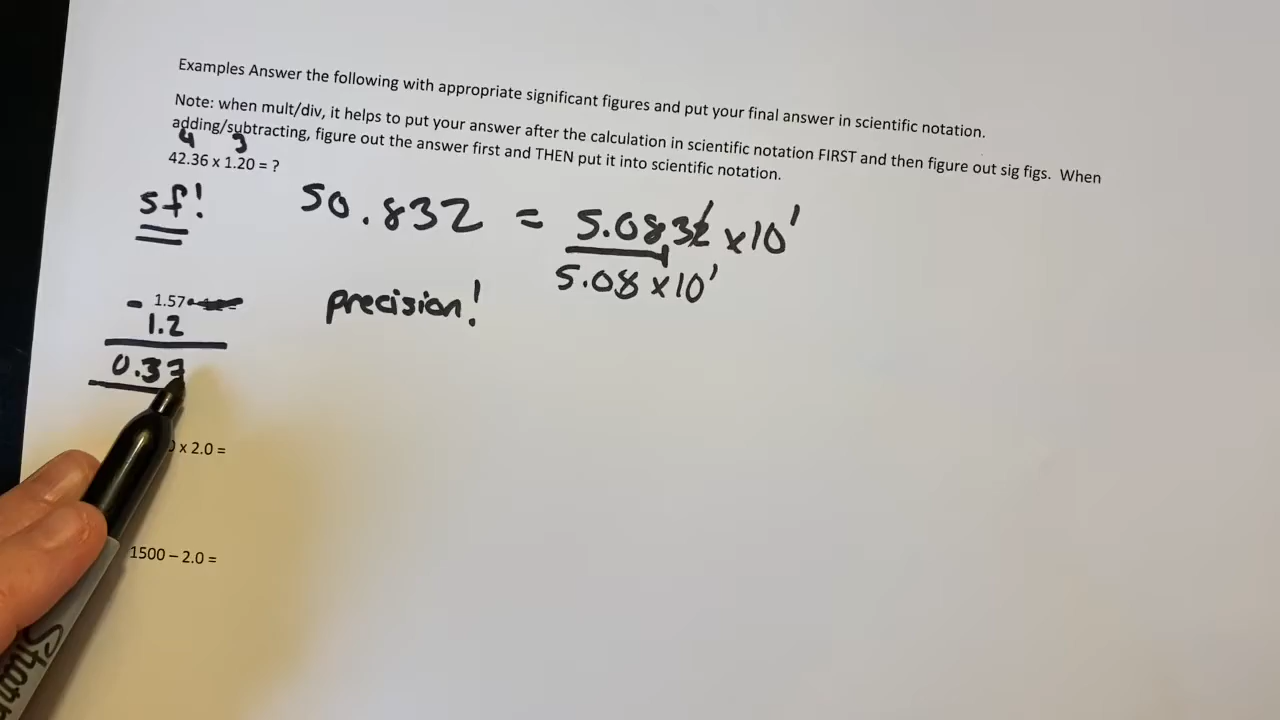 Examples Answer the following with appropriate significant figures and put your final answer in scientific notation.
Note: when mult/div, it helps to put your answer after the calculation in scientific notation FIRST and then figure out sig figs. When
adding/subtracting, figure out the answer first and THEN put it into scientific notation.
4 3
42.36 x 1.20 = ?
sf! 50.832 = 5.0832 x 10¹
5.08 x 10¹
- 1.57 precision!
1.2
0.37
x 2.0 =
1500 – 2.0 =